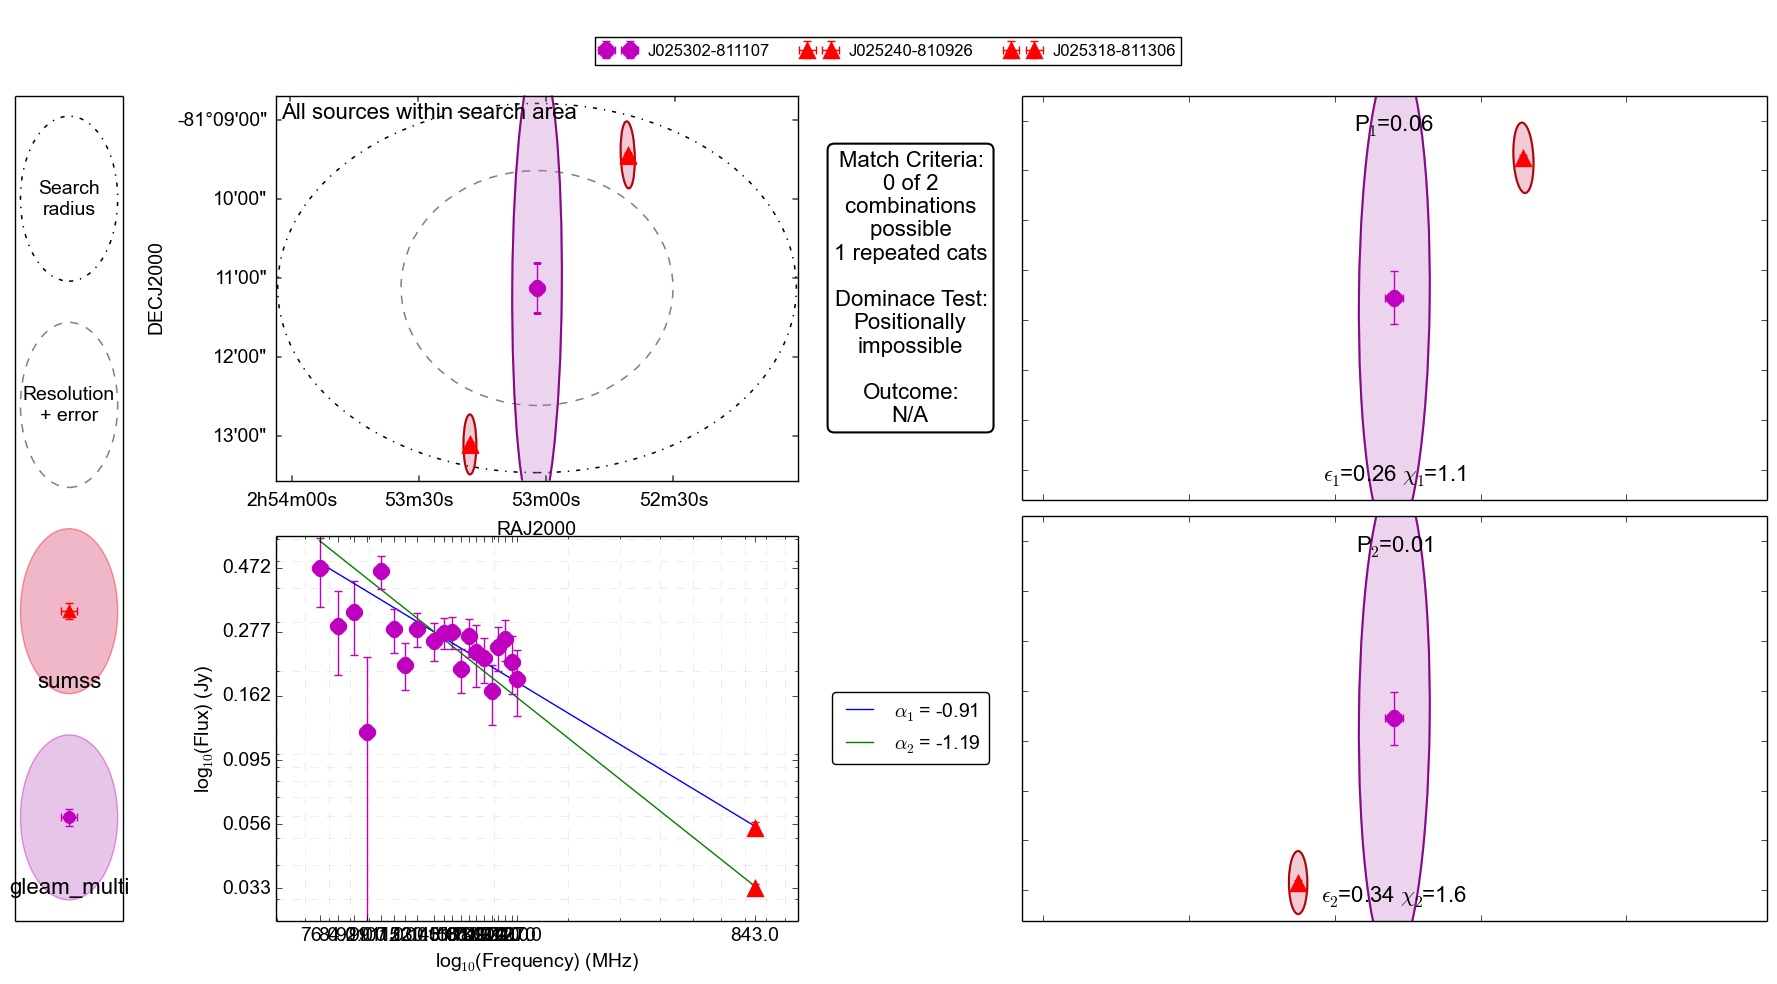 J025302-811107
J025240-810926
J025318-811306
Search
radius
Resolution
+ error
sumss
gleam_multi
All sources within search area
-81°09'00"
10'00"
11'00"
12'00"
13'00"
DECJ2000
2h54m00s
53m30s
53m00s
52m30s
RAJ2000
Match Criteria:
0 of 2
combinations
possible
1 repeated cats
Dominace Test:
Positionally
impossible
Outcome:
N/A
P₁=0.06
ϵ₁=0.26 χ₁=1.1
0.472
0.277
0.162
0.095
0.056
0.033
log₁₀(Flux) (Jy)
843.0
log₁₀(Frequency) (MHz)
α₁ = -0.91
α₂ = -1.19
P₂=0.01
ϵ₂=0.34 χ₂=1.6